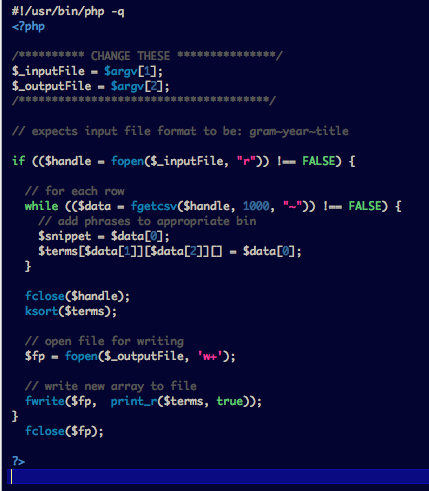 #!/usr/bin/php -q
<?php
/********** CHANGE THESE ***************/
$_inputFile = $argv[1];
$_outputFile = $argv[2];
/**************************************/
// expects input file format to be: gram~year~title
if (($handle = fopen($_inputFile, "r")) !== FALSE) {
// for each row
while (($data = fgetcsv($handle, 1000, "~")) !== FALSE) {
// add phrases to appropriate bin
$snippet = $data[0];
$terms[$data[1]][$data[2]][] = $data[0];
}
fclose($handle);
ksort($terms);
// open file for writing
$fp = fopen($_outputFile, 'w+');
// write new array to file
fwrite($fp,  print_r($terms, true));
}
fclose($fp);
?>